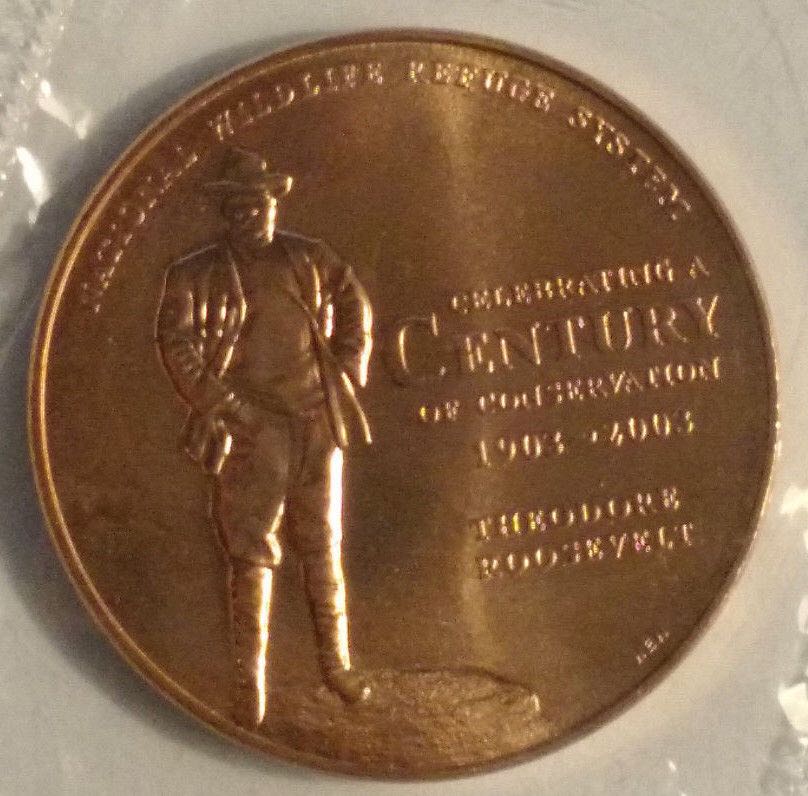 NATIONAL WILDLIFE REFUGE SYSTEM
CELEBRATING A
CENTURY
OF CONSERVATION
1903 - 2003
THEODORE
ROOSEVELT